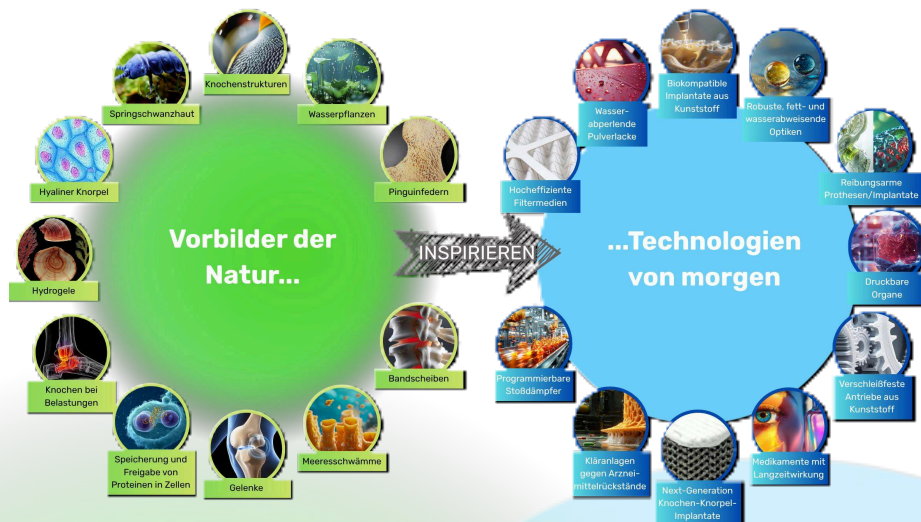 Knochenstrukturen
Springschwanzhaut
Wasserpflanzen
Hyaliner Knorpel
Pinguinfedern
Vorbilder der
Natur...
Hydrogele
Bandscheiben
Knochen bei
Belastungen
Speicherung und
Freigabe von
Proteinen in Zellen
Gelenke
Meeresschwämme
INSPIRIEREN
Biokompatible
Implantate aus
Kunststoff
Wasser-
abperlende
Pulverlacke
Robuste, fett- und
wasserabweisende
Optiken
Hocheffiziente
Filtermedien
Reibungsarme
Prothesen/Implantate
...Technologien
von morgen
Druckbare
Organe
Programmierbare
Stoßdämpfer
Verschleißfeste
Antriebe aus
Kunststoff
Kläranlagen
gegen Arznei-
mittelrückstände
Next-Generation
Knochen-Knorpel-
Implantate
Medikamente mit
Langzeitwirkung